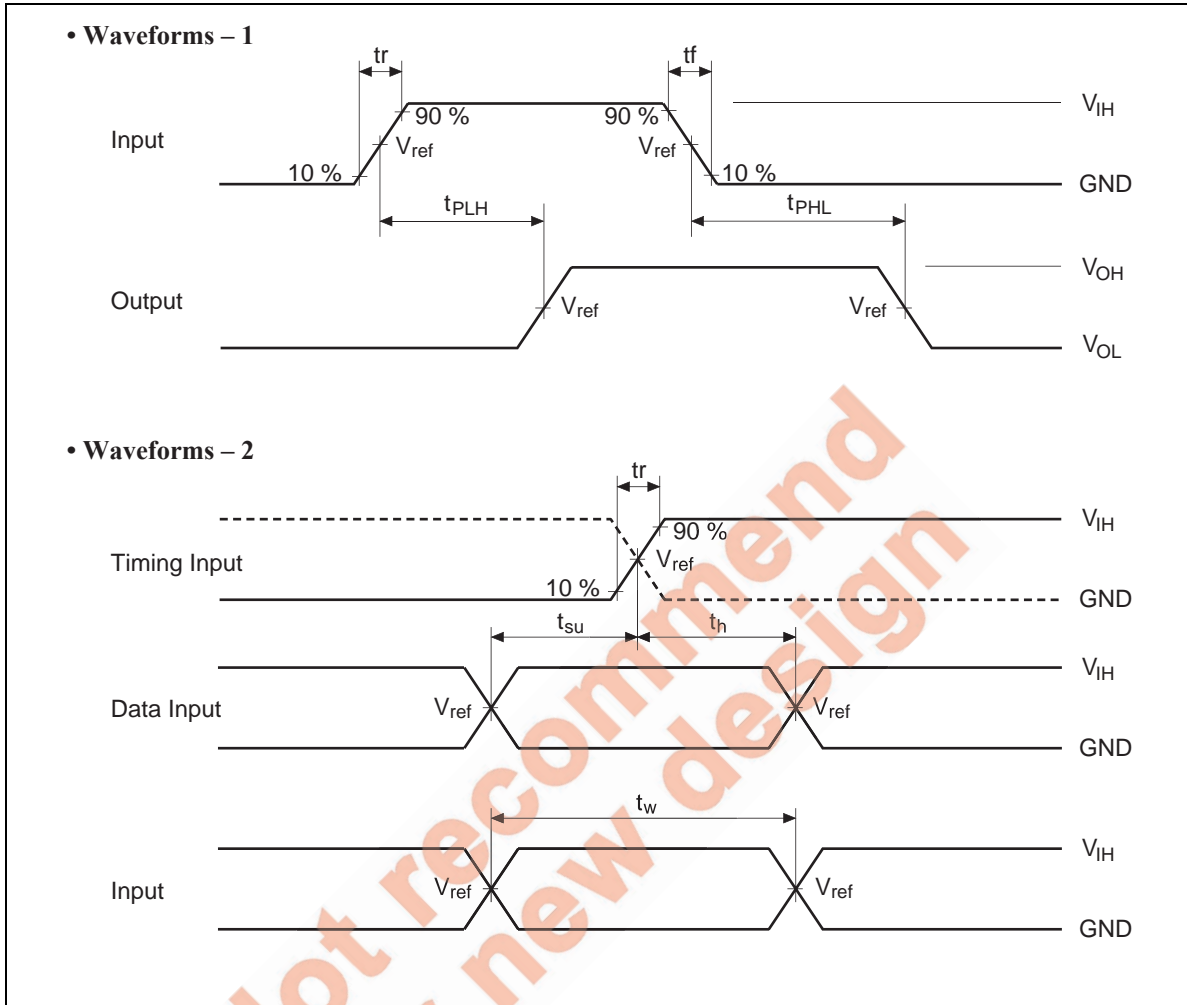 • Waveforms – 1
tr
tf
VIH
90 %
90 %
Input
Vref
Vref
10 %
10 %
GND
tPLH
tPHL
VOH
Output
Vref
Vref
VOL
• Waveforms – 2
tr
VIH
90 %
Timing Input
Vref
10 %
GND
tsu
th
VIH
Data Input
Vref
Vref
GND
tw
VIH
Input
Vref
Vref
GND
ot recommend
new design